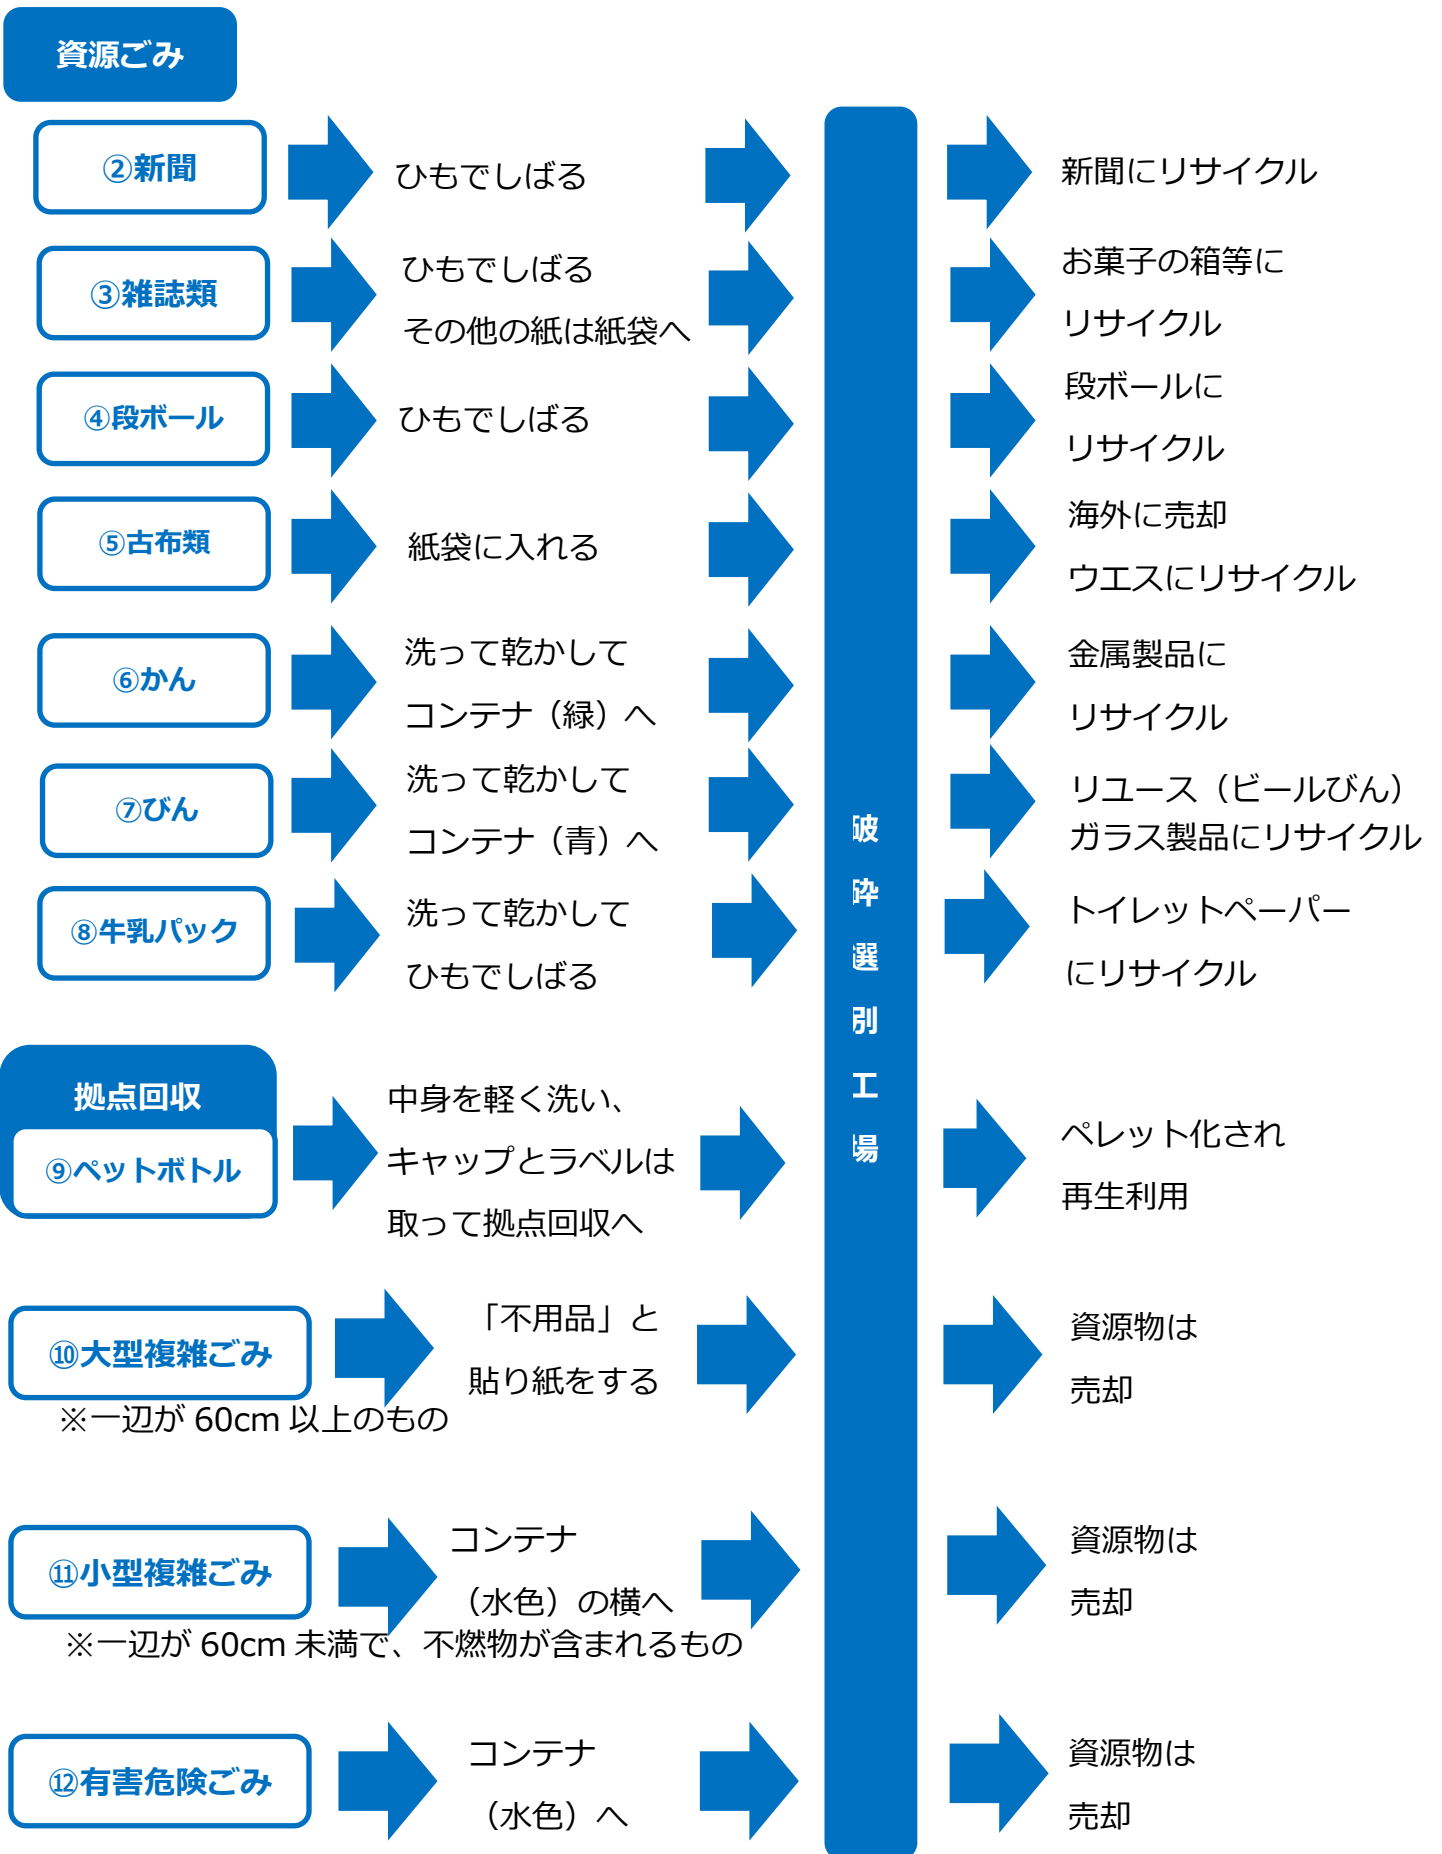 資源ごみ
②新聞
ひもでしばる
新聞にリサイクル
③雑誌類
ひもでしばる
その他の紙は紙袋へ
お菓子の箱等に
リサイクル
④段ボール
ひもでしばる
段ボールに
リサイクル
⑤古布類
紙袋に入れる
海外に売却
ウエスにリサイクル
⑥かん
洗って乾かして
コンテナ（緑）へ
金属製品に
リサイクル
⑦びん
洗って乾かして
コンテナ（青）へ
リユース（ビールびん）
ガラス製品にリサイクル
⑧牛乳パック
洗って乾かして
ひもでしばる
トイレットペーパー
にリサイクル
破砕選別工場
拠点回収
⑨ペットボトル
中身を軽く洗い、
キャップとラベルは
取って拠点回収へ
ペレット化され
再生利用
⑩大型複雑ごみ
「不用品」と
貼り紙をする
資源物は
売却
※一辺が 60cm 以上のもの
⑪小型複雑ごみ
コンテナ
（水色）の横へ
資源物は
売却
※一辺が 60cm 未満で、不燃物が含まれるもの
⑫有害危険ごみ
コンテナ
（水色）へ
資源物は
売却